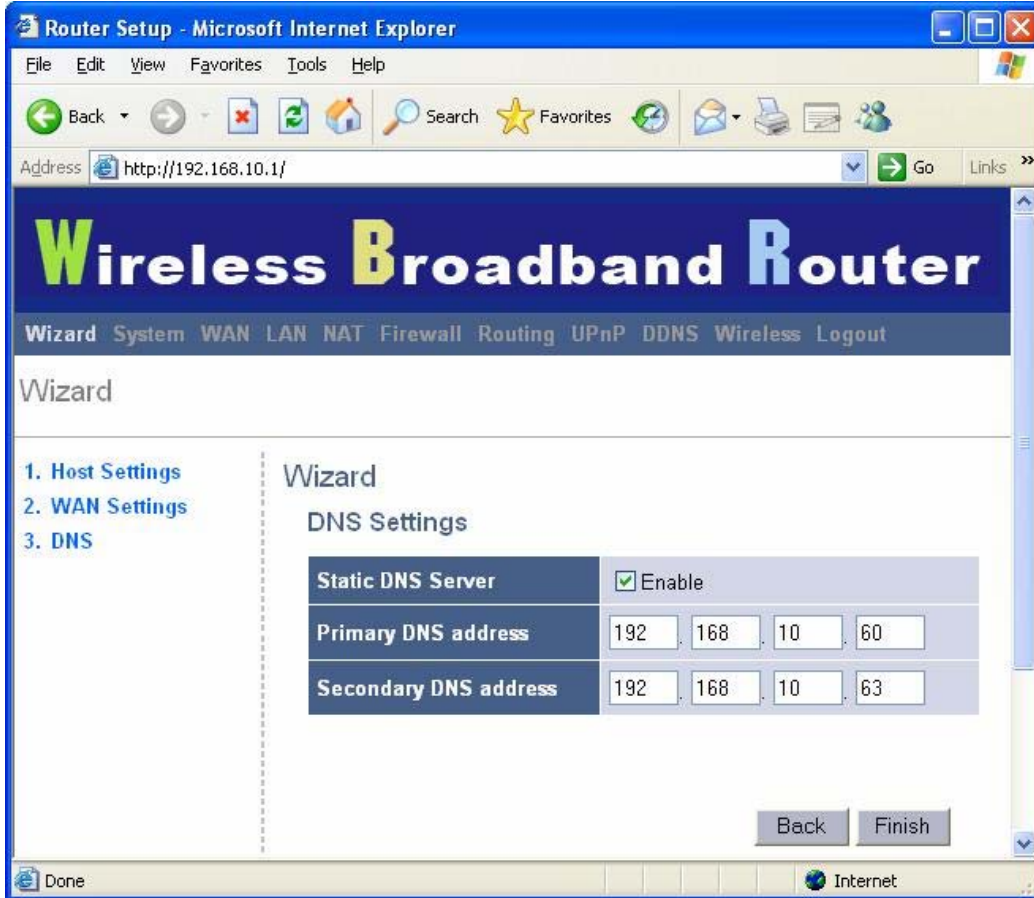 Router Setup - Microsoft Internet Explorer
File Edit View Favorites Tools Help
Back Search Favorites
Address http://192.168.10.1/ Go Links »
Wireless Broadband Router
Wizard System WAN LAN NAT Firewall Routing UPnP DDNS Wireless Logout
Wizard
1. Host Settings
2. WAN Settings
3. DNS
Wizard
DNS Settings
Static DNS Server Enable
Primary DNS address 192 . 168 . 10 . 60
Secondary DNS address 192 . 168 . 10 . 63
Back Finish
Done Internet